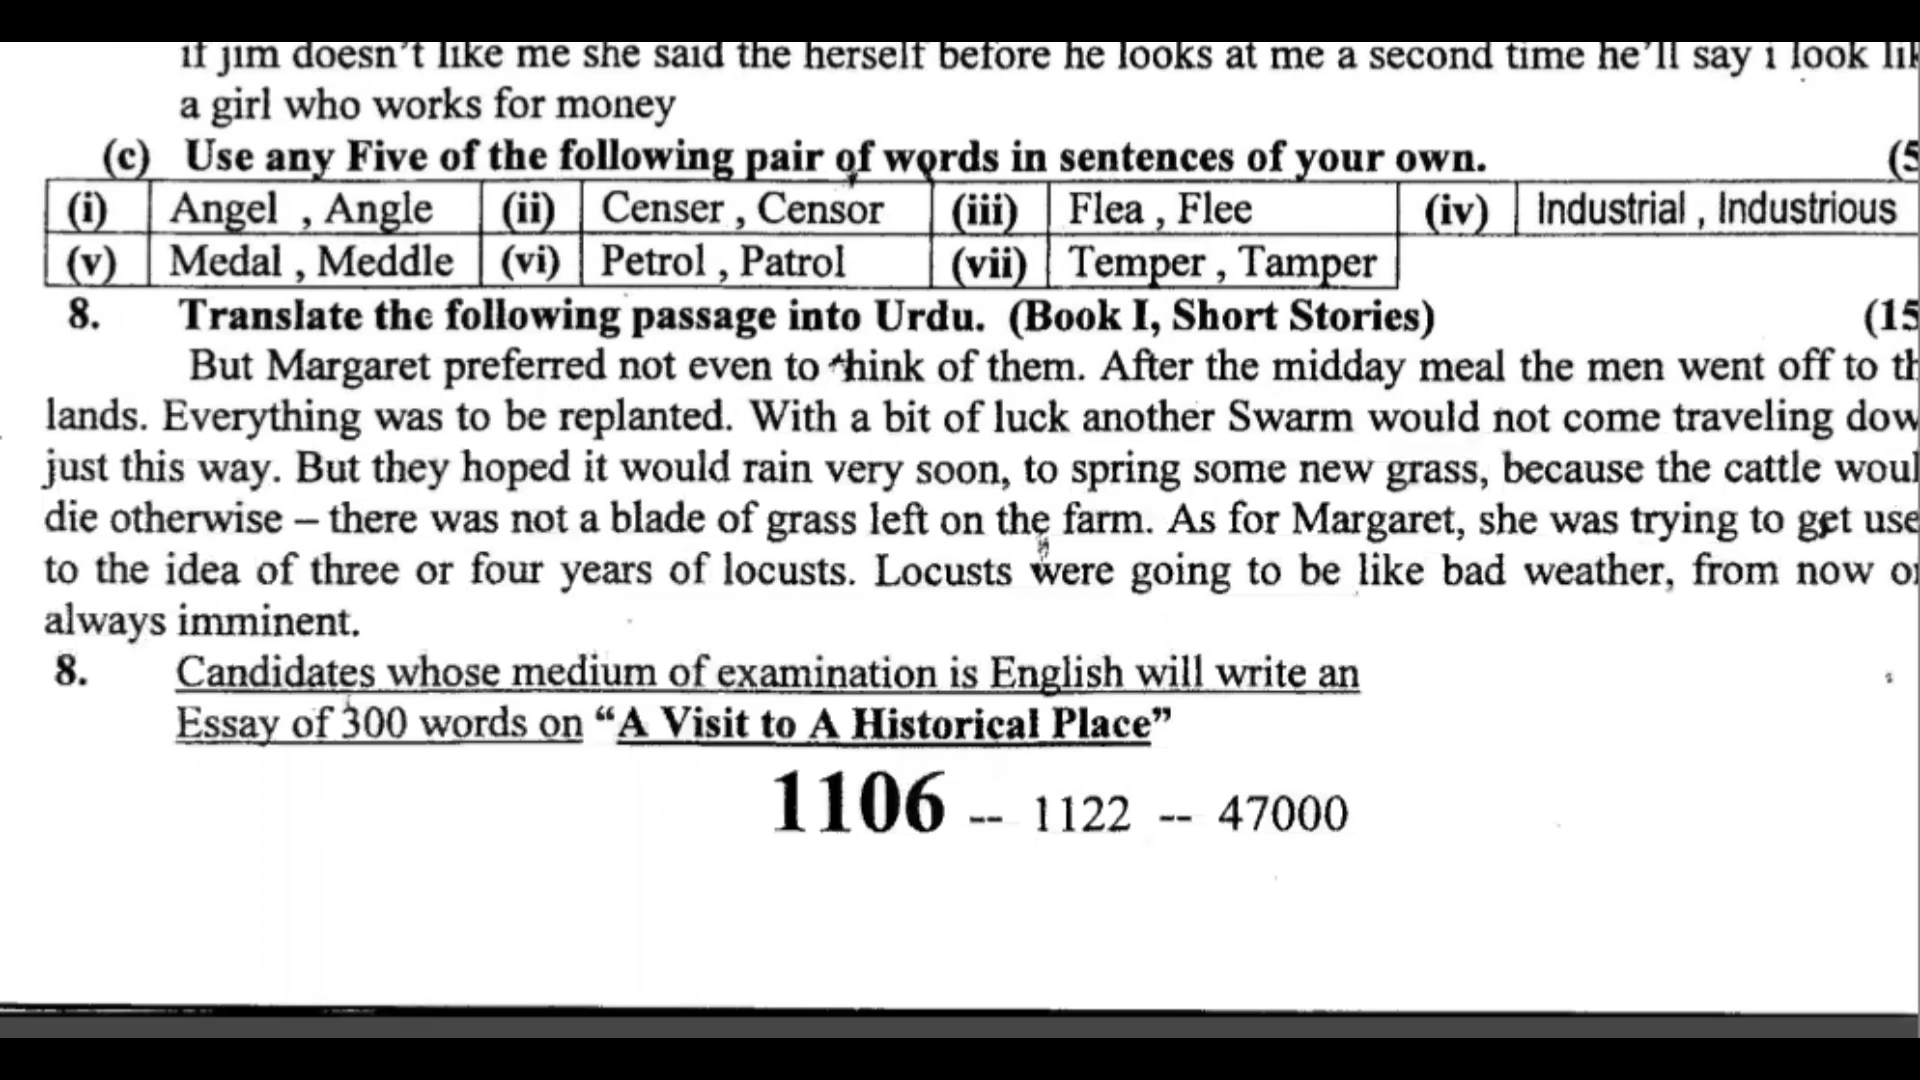 if jim doesn't like me she said the herself before he looks at me a second time he'll say i look
a girl who works for money
(c) Use any Five of the following pair of words in sentences of your own. (5
(i) Angel , Angle (ii) Censer , Censor (iii) Flea , Flee (iv) Industrial , Industrious
(v) Medal , Meddle (vi) Petrol , Patrol (vii) Temper , Tamper
8. Translate the following passage into Urdu. (Book I, Short Stories) (15
But Margaret preferred not even to think of them. After the midday meal the men went off to
lands. Everything was to be replanted. With a bit of luck another Swarm would not come traveling
just this way. But they hoped it would rain very soon, to spring some new grass, because the cattle
die otherwise – there was not a blade of grass left on the farm. As for Margaret, she was trying to get
to the idea of three or four years of locusts. Locusts were going to be like bad weather, from now
always imminent.
8. Candidates whose medium of examination is English will write an
Essay of 300 words on “A Visit to A Historical Place”
1106 -- 1122 -- 47000